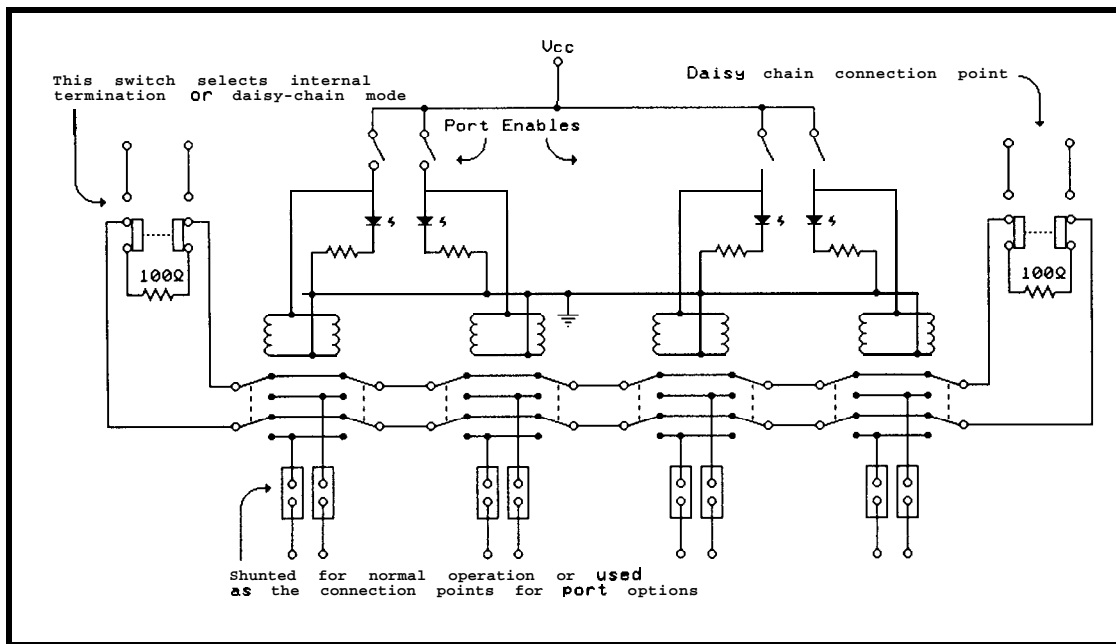 Vcc
This switch selects internal
termination or daisy-chain mode
Daisy chain connection point
Port Enables
100Ω
100Ω
Shunted for normal operation or used
as the connection points for port options